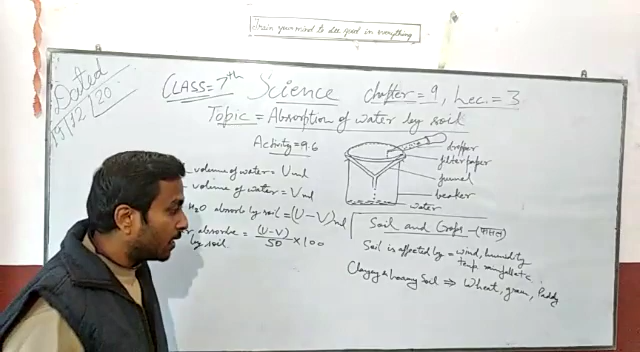 Train your mind to see good in everything
Dated
19/12/20
CLASS = 7th Science chapter = 9, Lec. = 3
Topic = Absorption of water by soil
Activity = 9.6
volume of water = U ml
volume of water = V ml
H2O absorb by soil = (U-V) ml
absorbe = (U-V)/50 × 100
by soil.
dropper
filter paper
funnel
beaker
water
Soil and Crops - (फसल)
Soil is affected by = wind, humidity
temp rainfall etc.
Clayey & loamy Soil ⇒ Wheat, gram, Paddy